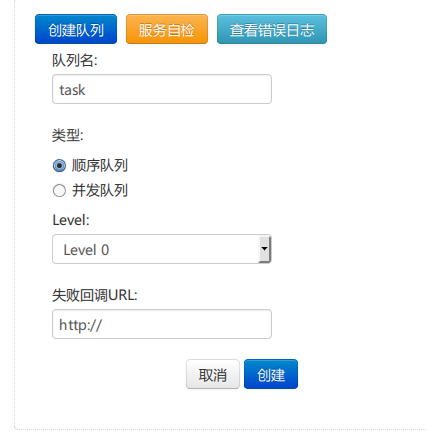 创建队列 服务自检 查看错误日志
队列名:
task
类型:
顺序队列
并发队列
Level:
Level 0
失败回调URL:
http://
取消 创建